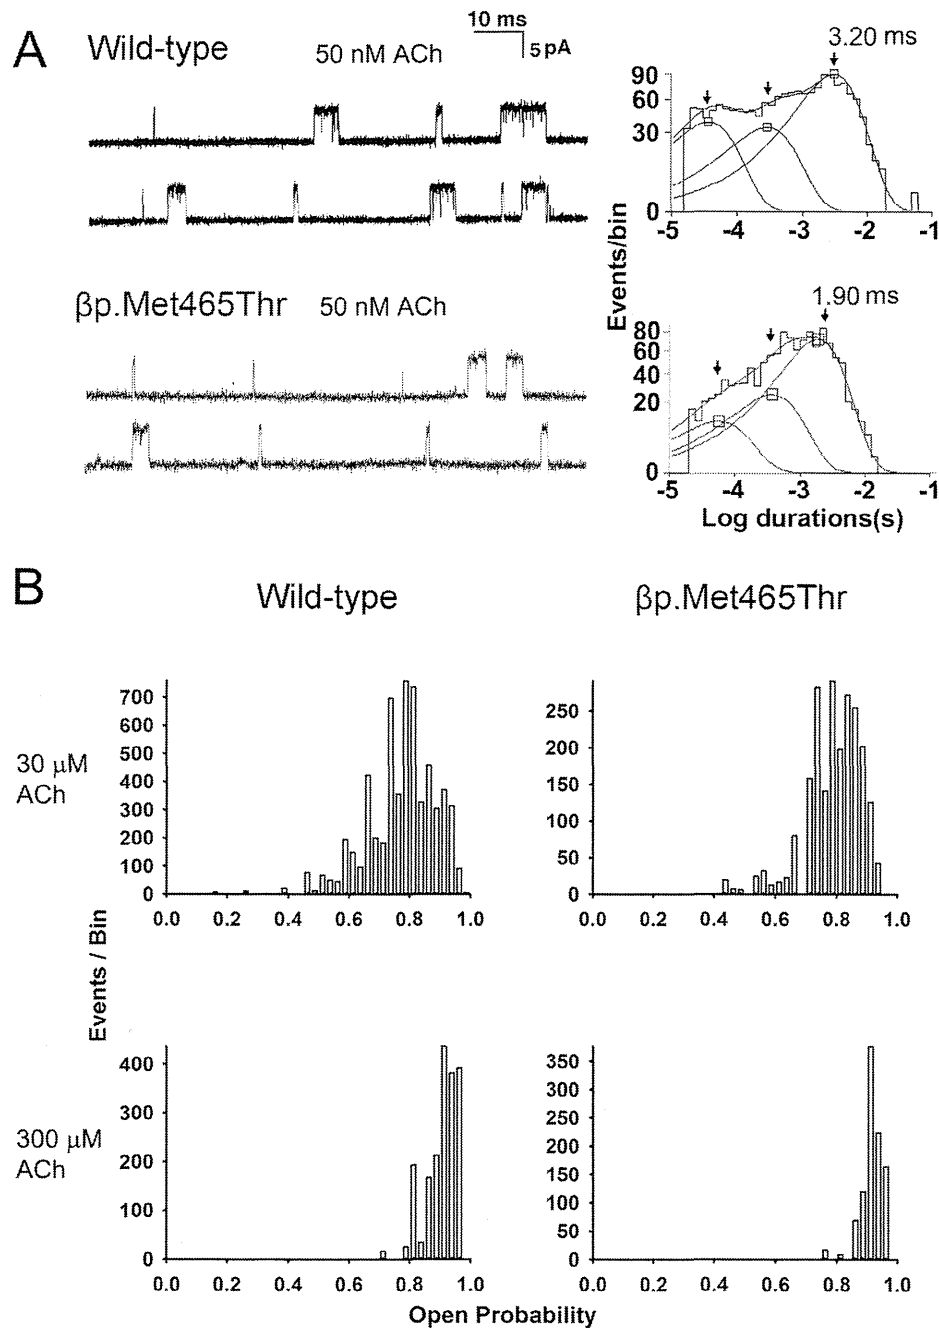 A
Wild-type
50 nM ACh
10 ms
5 pA
3.20 ms
90
60
30
0
-5 -4 -3 -2 -1
βp.Met465Thr
50 nM ACh
1.90 ms
80
60
40
20
0
-5 -4 -3 -2 -1
Events/bin
Log durations(s)
B
Wild-type
βp.Met465Thr
30 μM
ACh
700
600
500
400
300
200
100
0
0.0 0.2 0.4 0.6 0.8 1.0
250
200
150
100
50
0
0.0 0.2 0.4 0.6 0.8 1.0
Events / Bin
300 μM
ACh
400
300
200
100
0
0.0 0.2 0.4 0.6 0.8 1.0
350
300
250
200
150
100
50
0
0.0 0.2 0.4 0.6 0.8 1.0
Open Probability